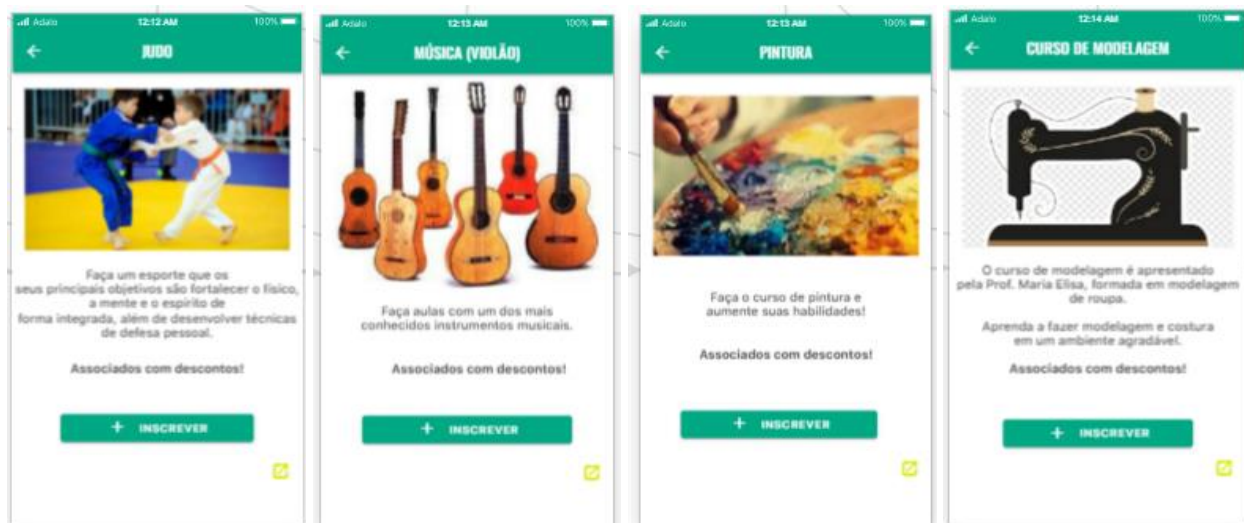 Adalo 12:12 AM 100%
JUDO
Faça um esporte que os
seus principais objetivos são fortalecer o físico,
a mente e o espírito de
forma integrada, além de desenvolver técnicas
de defesa pessoal.
Associados com descontos!
+ INSCREVER
Adalo 12:13 AM 100%
MÚSICA (VIOLÃO)
Faça aulas com um dos mais
conhecidos instrumentos musicais.
Associados com descontos!
+ INSCREVER
Adalo 12:13 AM 100%
PINTURA
Faça o curso de pintura e
aumente suas habilidades!
Associados com descontos!
+ INSCREVER
Adalo 12:14 AM 100%
CURSO DE MODELAGEM
O curso de modelagem é apresentado
pela Prof. Maria Elisa, formada em modelagem
de roupa.
Aprenda a fazer modelagem e costura
em um ambiente agradável.
Associados com descontos!
+ INSCREVER